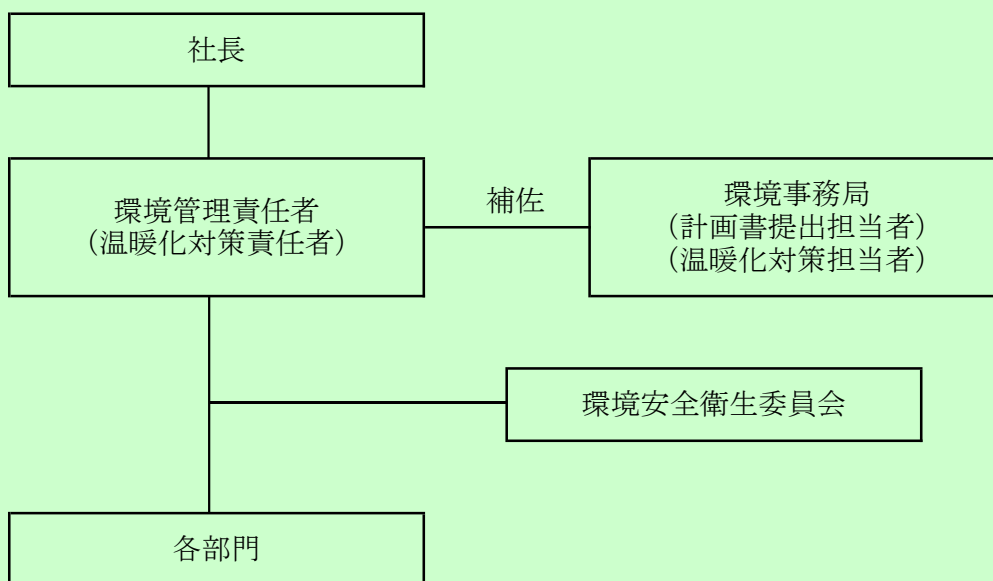 社長
環境管理責任者
（温暖化対策責任者）
補佐
環境事務局
（計画書提出担当者）
（温暖化対策担当者）
環境安全衛生委員会
各部門